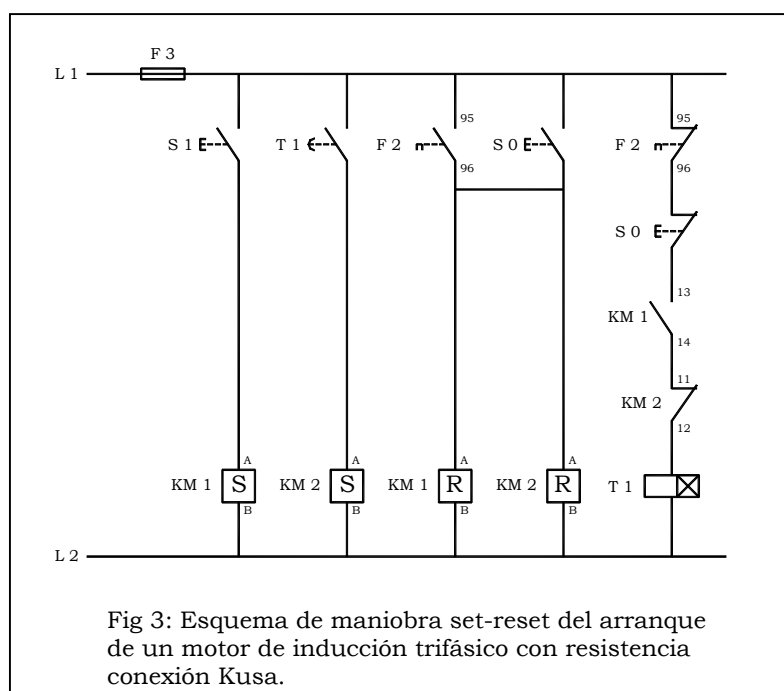 F 3
L 1
S 1 T 1 F 2 95 96 S 0 F 2 95 96
S 0
KM 1 13 14
KM 2 11 12
KM 1 S A B KM 2 S A B KM 1 R A B KM 2 R A B T 1
L 2
Fig 3: Esquema de maniobra set-reset del arranque
de un motor de inducción trifásico con resistencia
conexión Kusa.